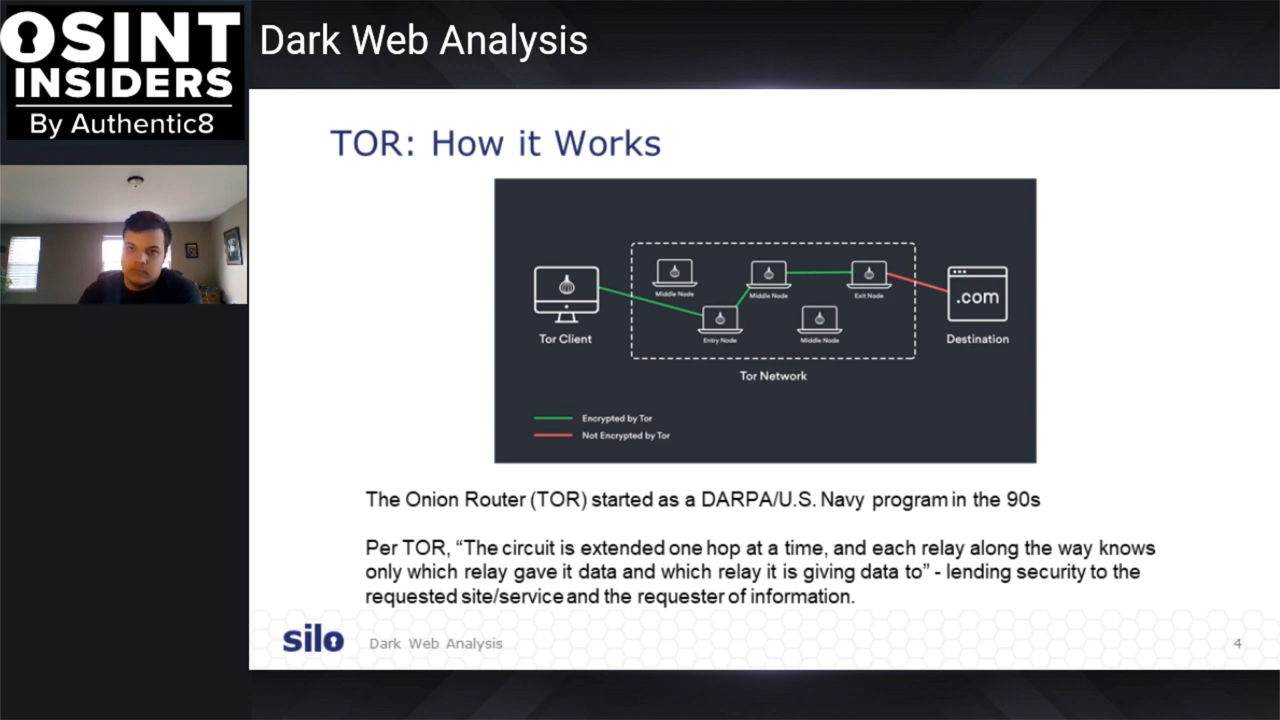 OSINT
INSIDERS
By Authentic8
Dark Web Analysis
TOR: How it Works
Tor Client
Middle Node
Entry Node
Middle Node
Middle Node
Exit Node
.com
Destination
Tor Network
Encrypted by Tor
Not Encrypted by Tor
The Onion Router (TOR) started as a DARPA/U.S. Navy program in the 90s
Per TOR, “The circuit is extended one hop at a time, and each relay along the way knows
only which relay gave it data and which relay it is giving data to” - lending security to the
requested site/service and the requester of information.
silo
Dark Web Analysis
4